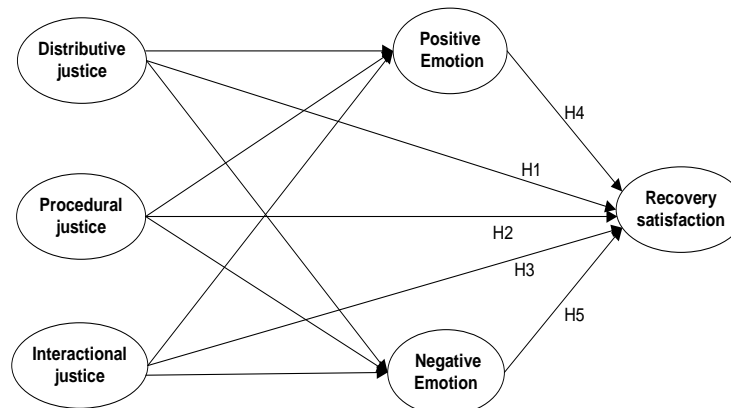 Distributive
justice
Positive
Emotion
H4
H1
Procedural
justice
Recovery
satisfaction
H2
H3
Interactional
justice
H5
Negative
Emotion